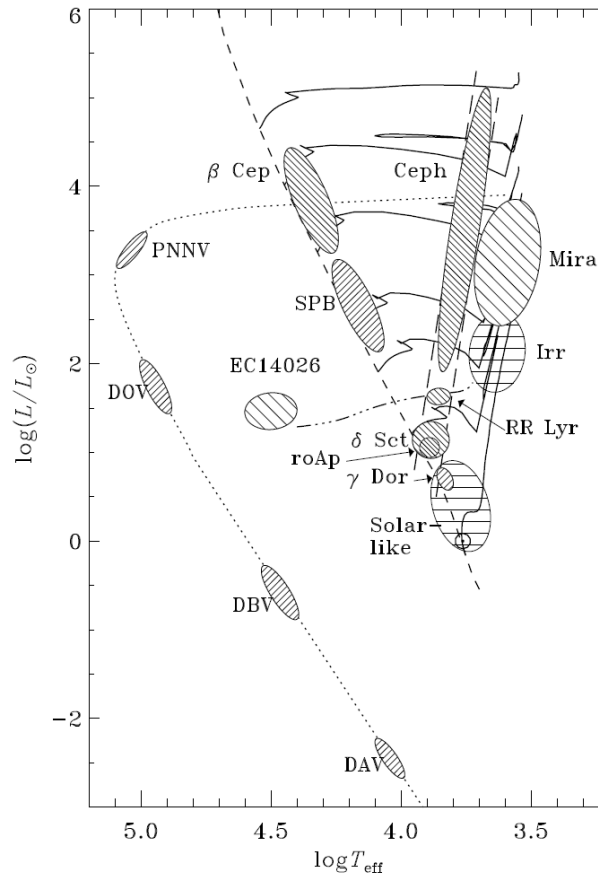 6
β Cep
Ceph
4
PNNV
Mira
SPB
log(L/L☉)
2
EC14026
Irr
DOV
RR Lyr
δ Sct
roAp
γ Dor
Solar–
like
0
DBV
−2
DAV
5.0 4.5 4.0 3.5
log T_eff